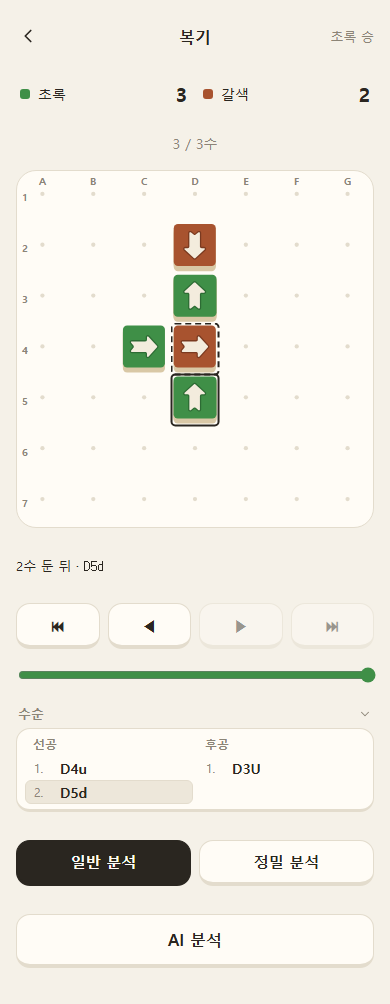 복기
초록 승
초록 3 갈색 2
3 / 3수
A B C D E F G
1
2
3
4
5
6
7
2수 둔 뒤 · D5d
수순
선공 후공
1. D4u 1. D3U
2. D5d
일반 분석
정밀 분석
AI 분석